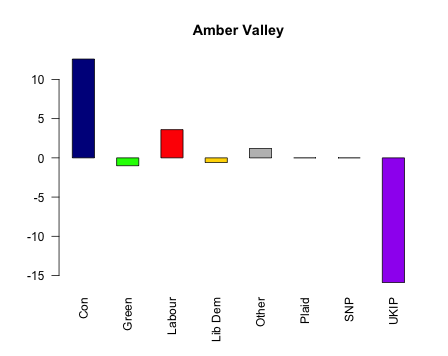 Amber Valley
10
5
0
-5
-10
-15
Con
Green
Labour
Lib Dem
Other
Plaid
SNP
UKIP